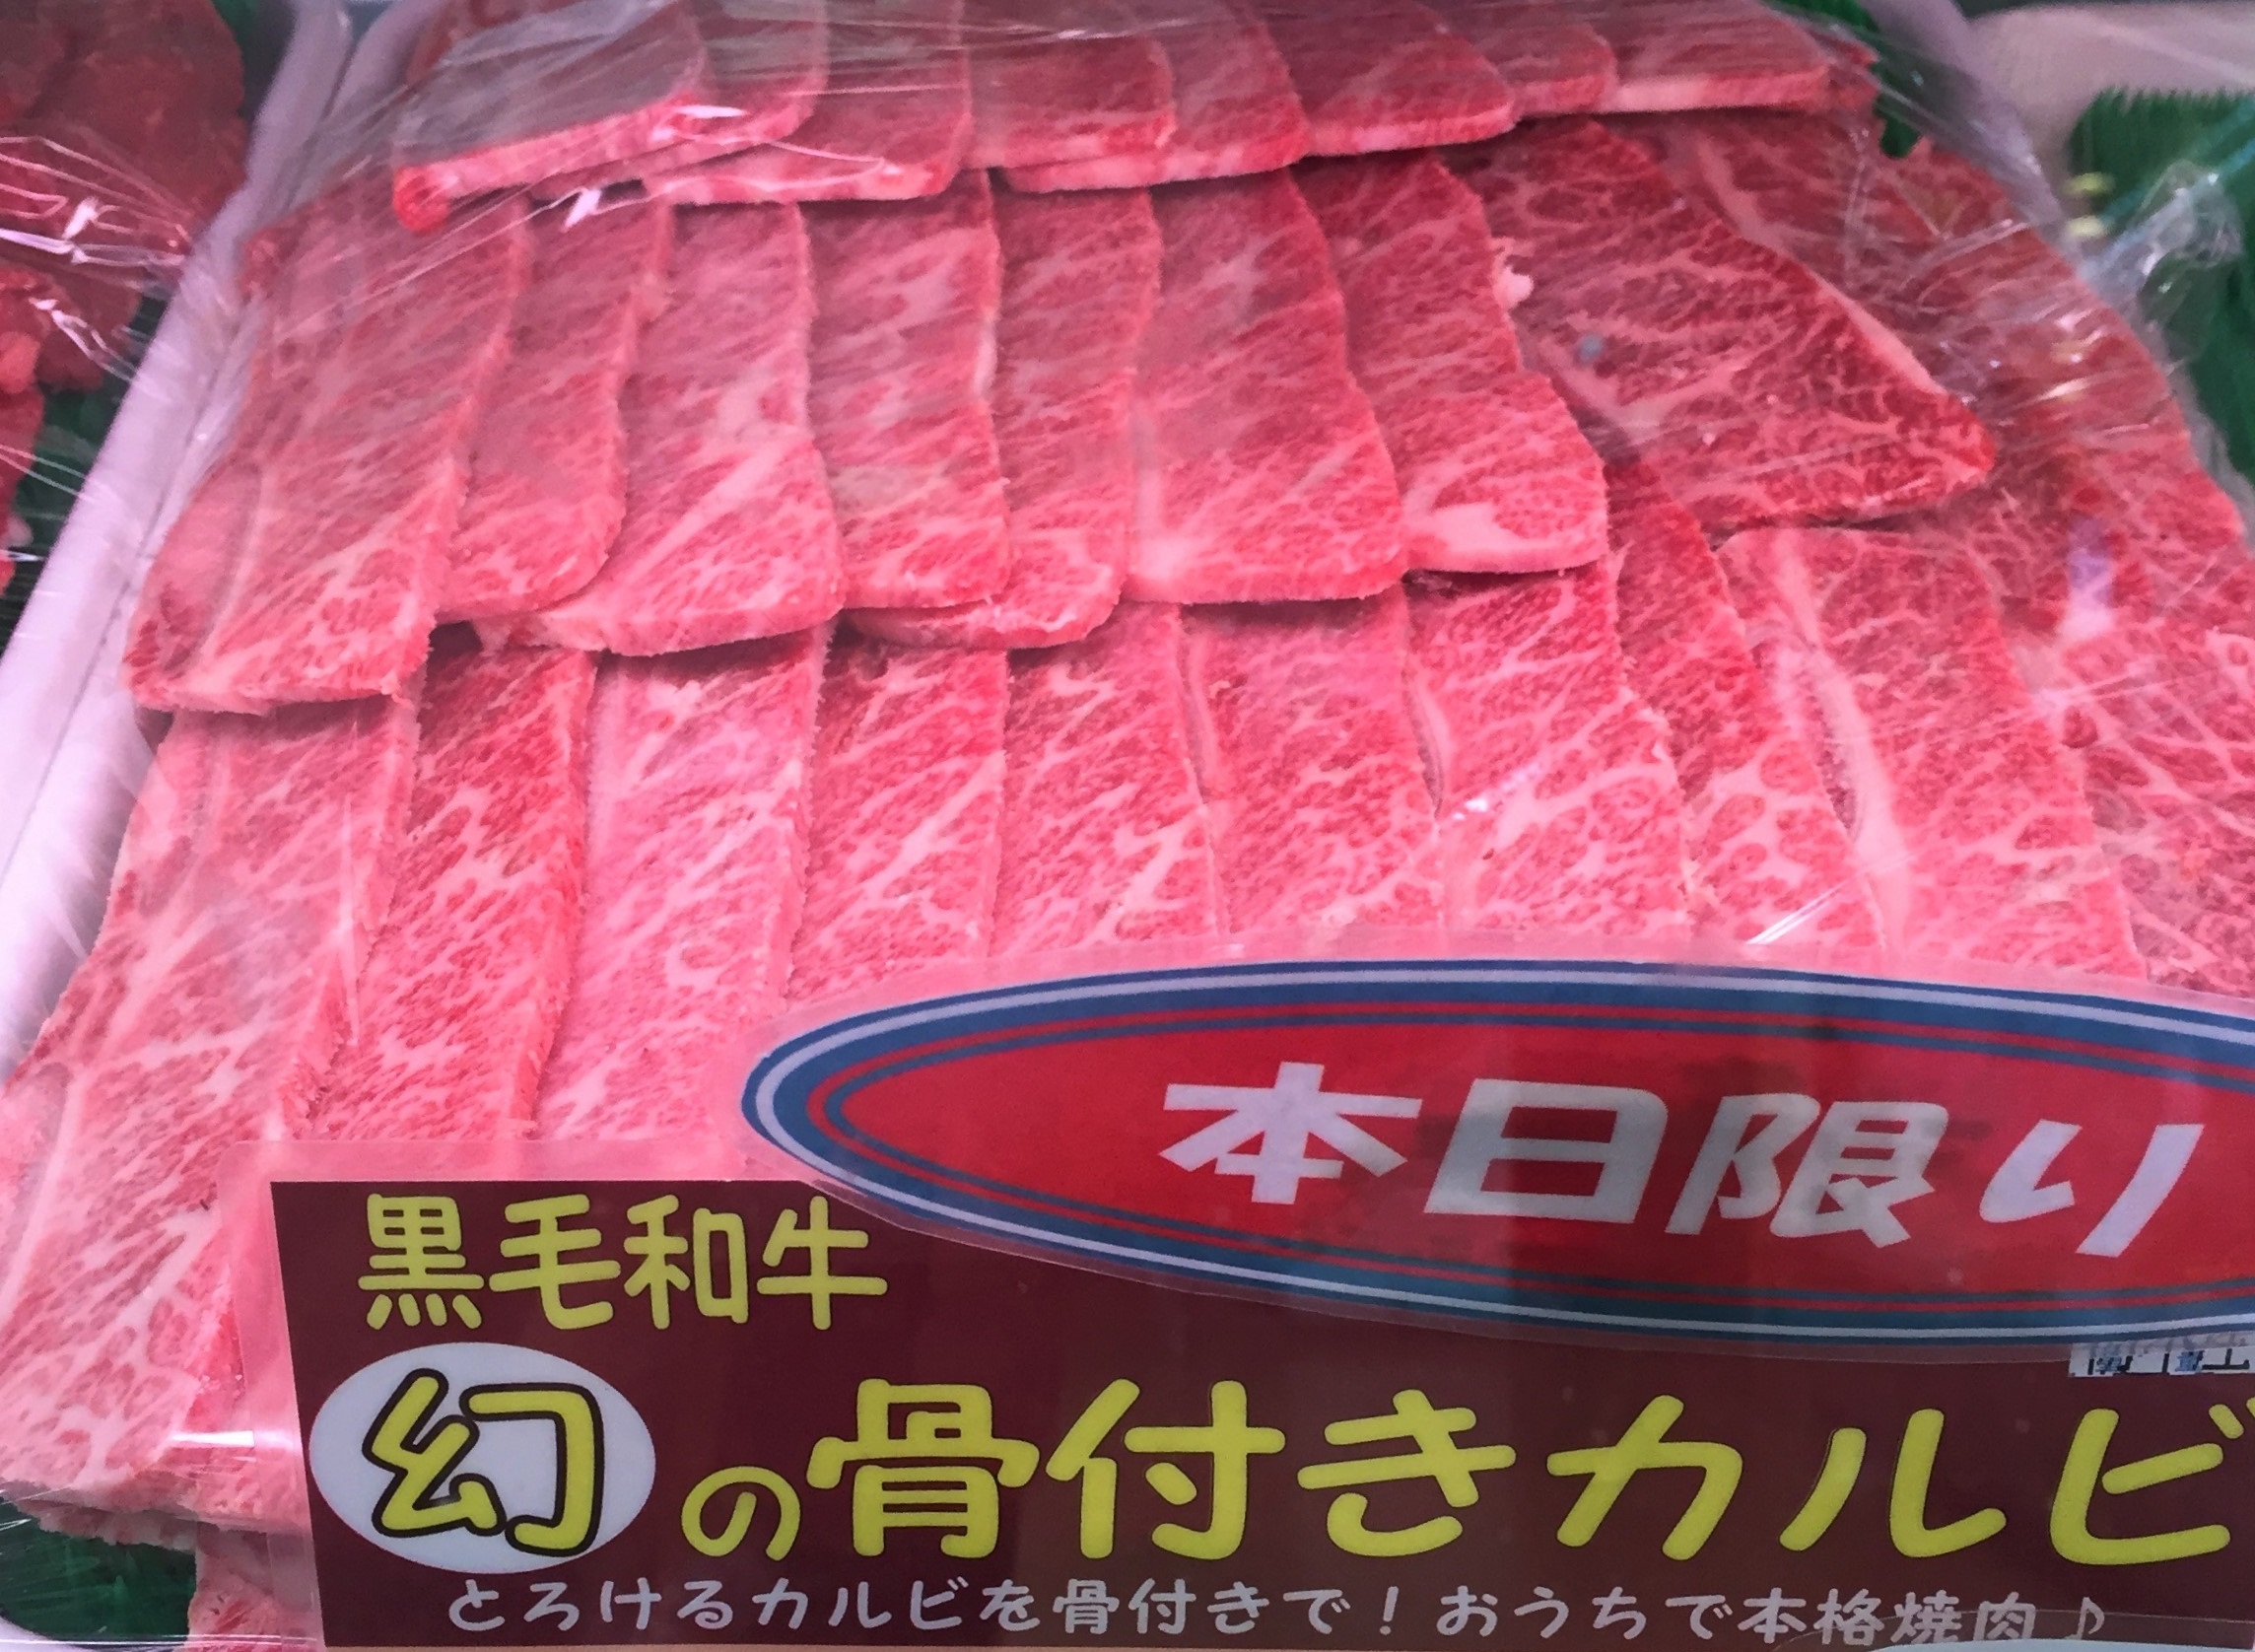 本日限り
黒毛和牛
幻の骨付きカルビ
とろけるカルビを骨付きで！おうちで本格焼肉♪